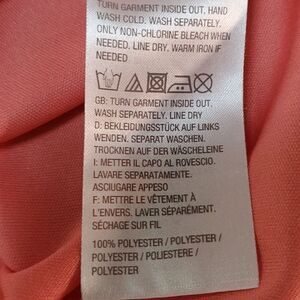 TURN GARMENT INSIDE OUT. HAND
WASH COLD. WASH SEPARATELY.
ONLY NON-CHLORINE BLEACH WHEN
NEEDED. LINE DRY. WARM IRON IF
NEEDED
GB: TURN GARMENT INSIDE OUT.
WASH SEPARATELY. LINE DRY
D: BEKLEIDUNGSSTÜCK AUF LINKS
WENDEN. SEPARAT WASCHEN.
TROCKNEN AUF DER WÄSCHELEINE
I: METTER IL CAPO AL ROVESCIO.
LAVARE SEPARATAMENTE.
ASCIUGARE APPESO
F: METTRE LE VÊTEMENT À
L'ENVERS. LAVER SÉPARÉMENT.
SÉCHAGE SUR FIL
100% POLYESTER / POLYESTER /
POLYESTER / POLIESTERE /
POLYESTER